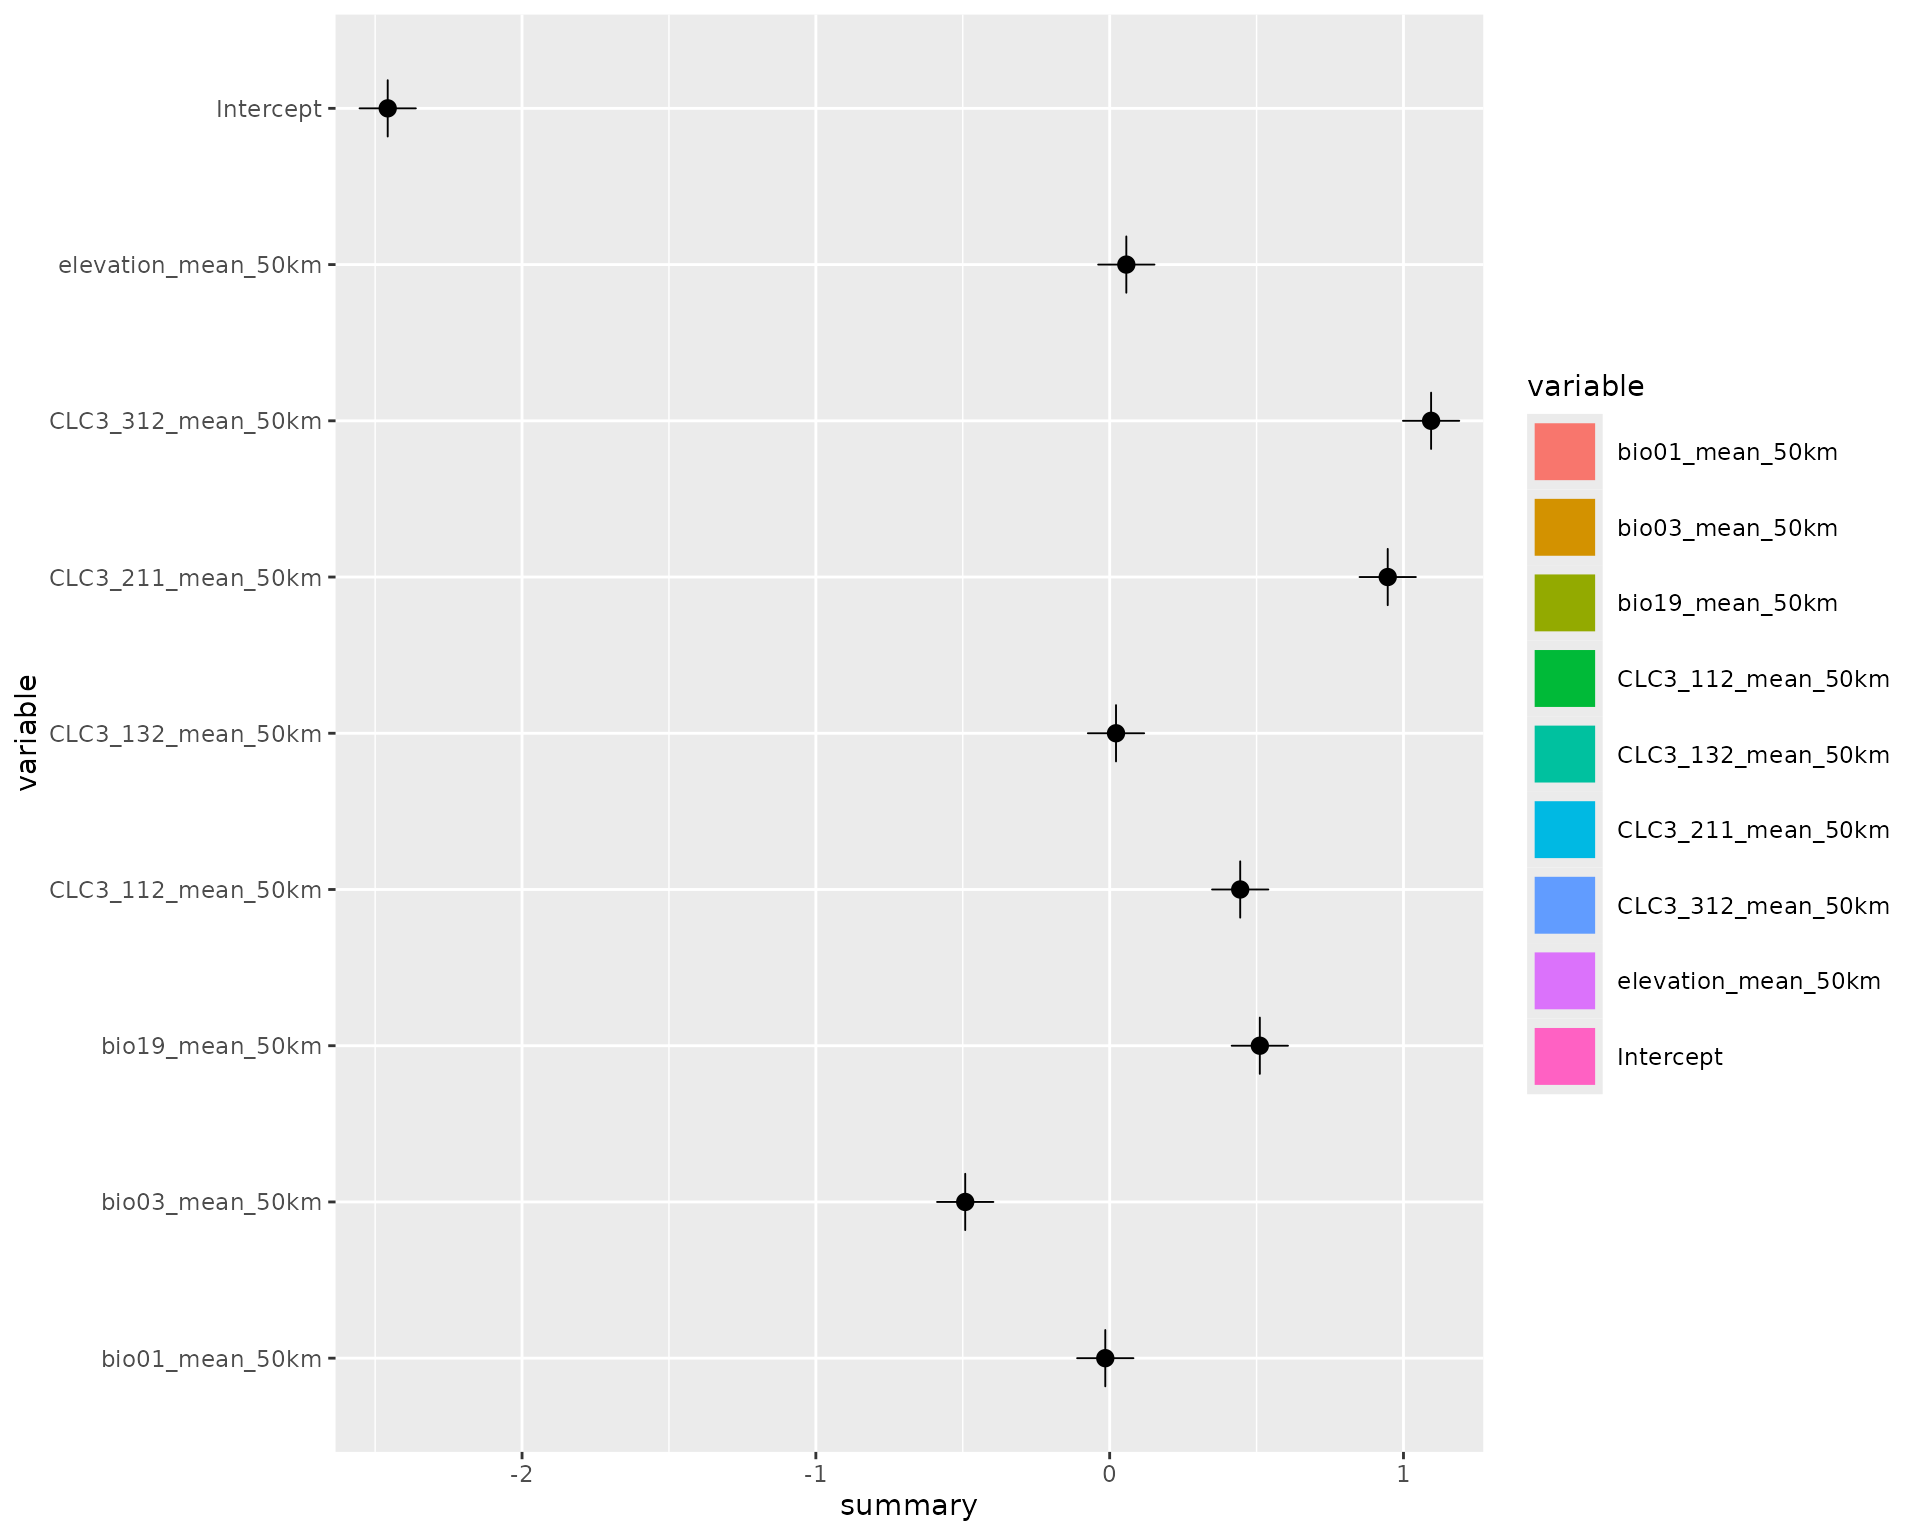 Intercept
elevation_mean_50km
CLC3_312_mean_50km
CLC3_211_mean_50km
CLC3_132_mean_50km
CLC3_112_mean_50km
bio19_mean_50km
bio03_mean_50km
bio01_mean_50km
variable
-2 -1 0 1
summary
variable
bio01_mean_50km
bio03_mean_50km
bio19_mean_50km
CLC3_112_mean_50km
CLC3_132_mean_50km
CLC3_211_mean_50km
CLC3_312_mean_50km
elevation_mean_50km
Intercept